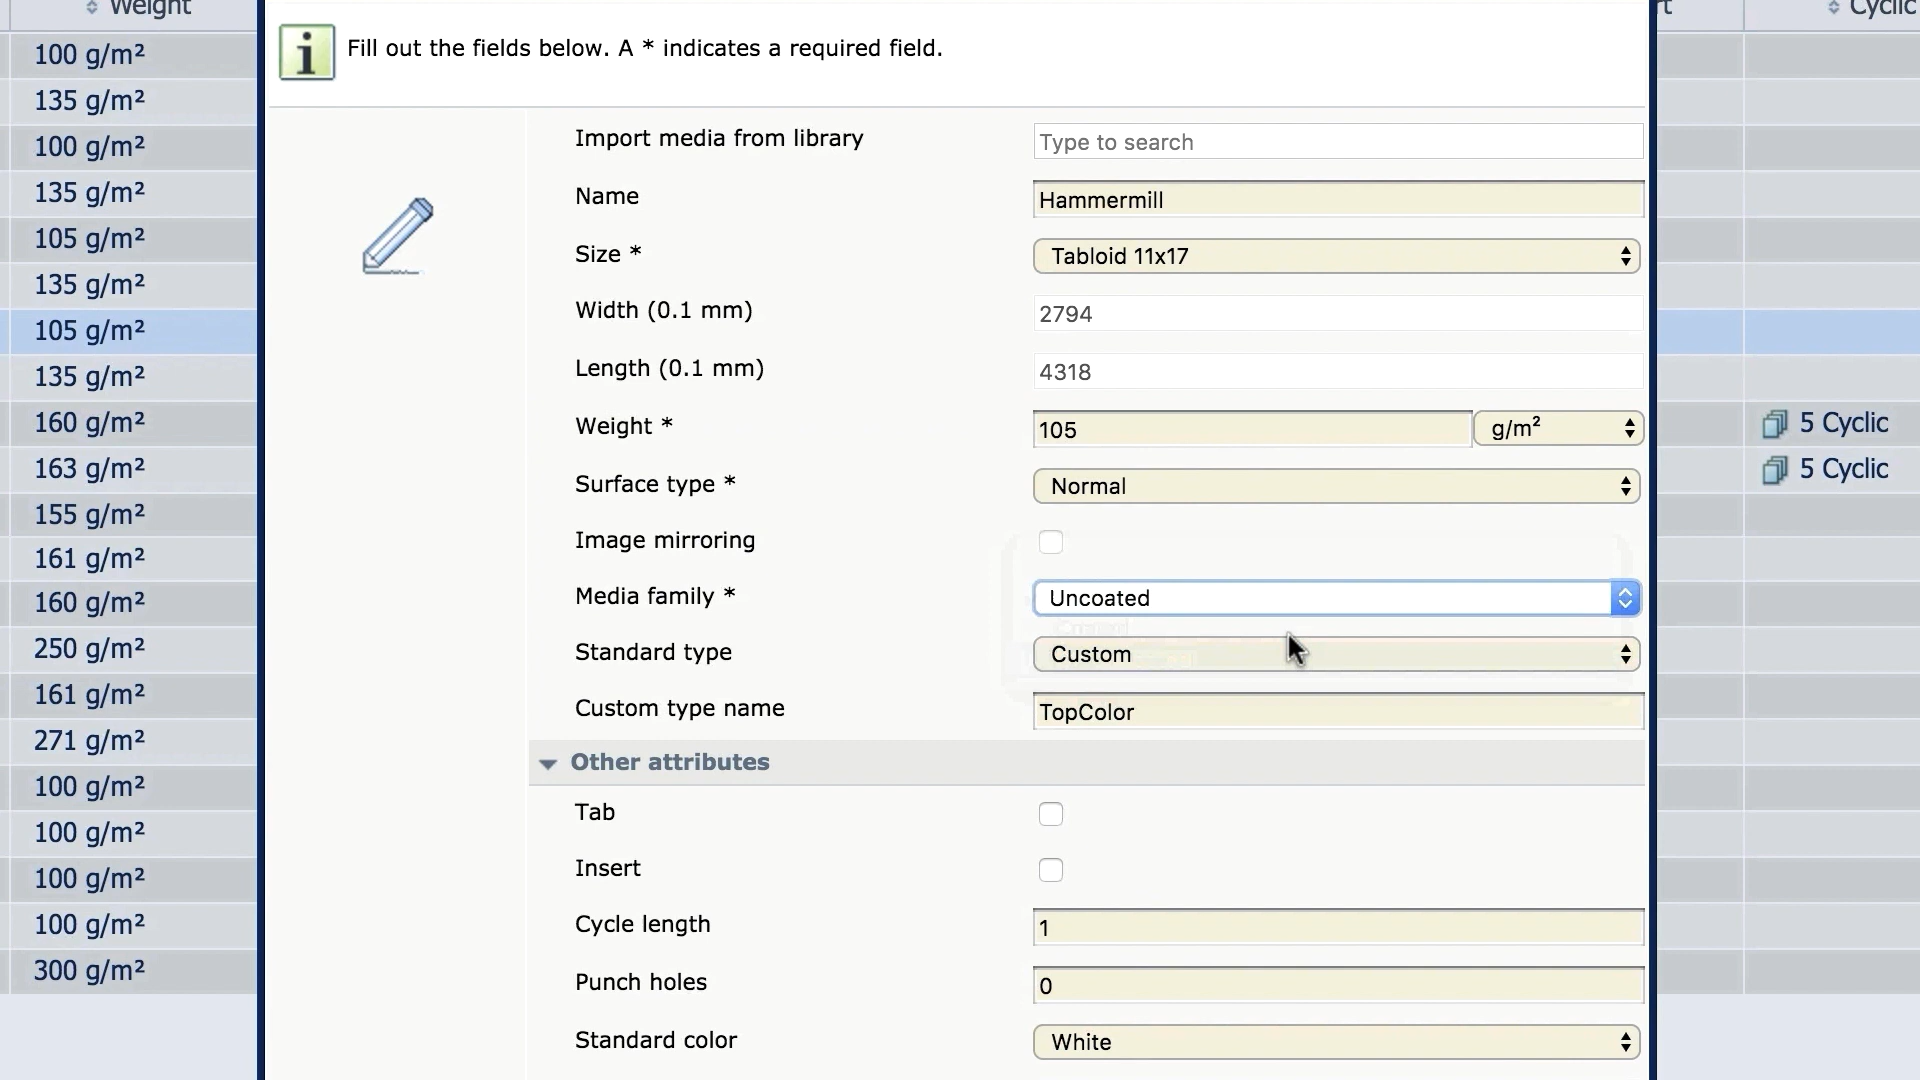 Weight
Cyclic
100 g/m²
135 g/m²
100 g/m²
135 g/m²
105 g/m²
135 g/m²
105 g/m²
135 g/m²
160 g/m²
163 g/m²
155 g/m²
161 g/m²
160 g/m²
250 g/m²
161 g/m²
271 g/m²
100 g/m²
100 g/m²
100 g/m²
100 g/m²
300 g/m²
Fill out the fields below. A * indicates a required field.
Import media from library
Type to search
Name
Hammermill
Size *
Tabloid 11x17
Width (0.1 mm)
2794
Length (0.1 mm)
4318
Weight *
105
g/m²
Surface type *
Normal
Image mirroring
Media family *
Uncoated
Standard type
Custom
Custom type name
TopColor
Other attributes
Tab
Insert
Cycle length
1
Punch holes
0
Standard color
White
5 Cyclic
5 Cyclic